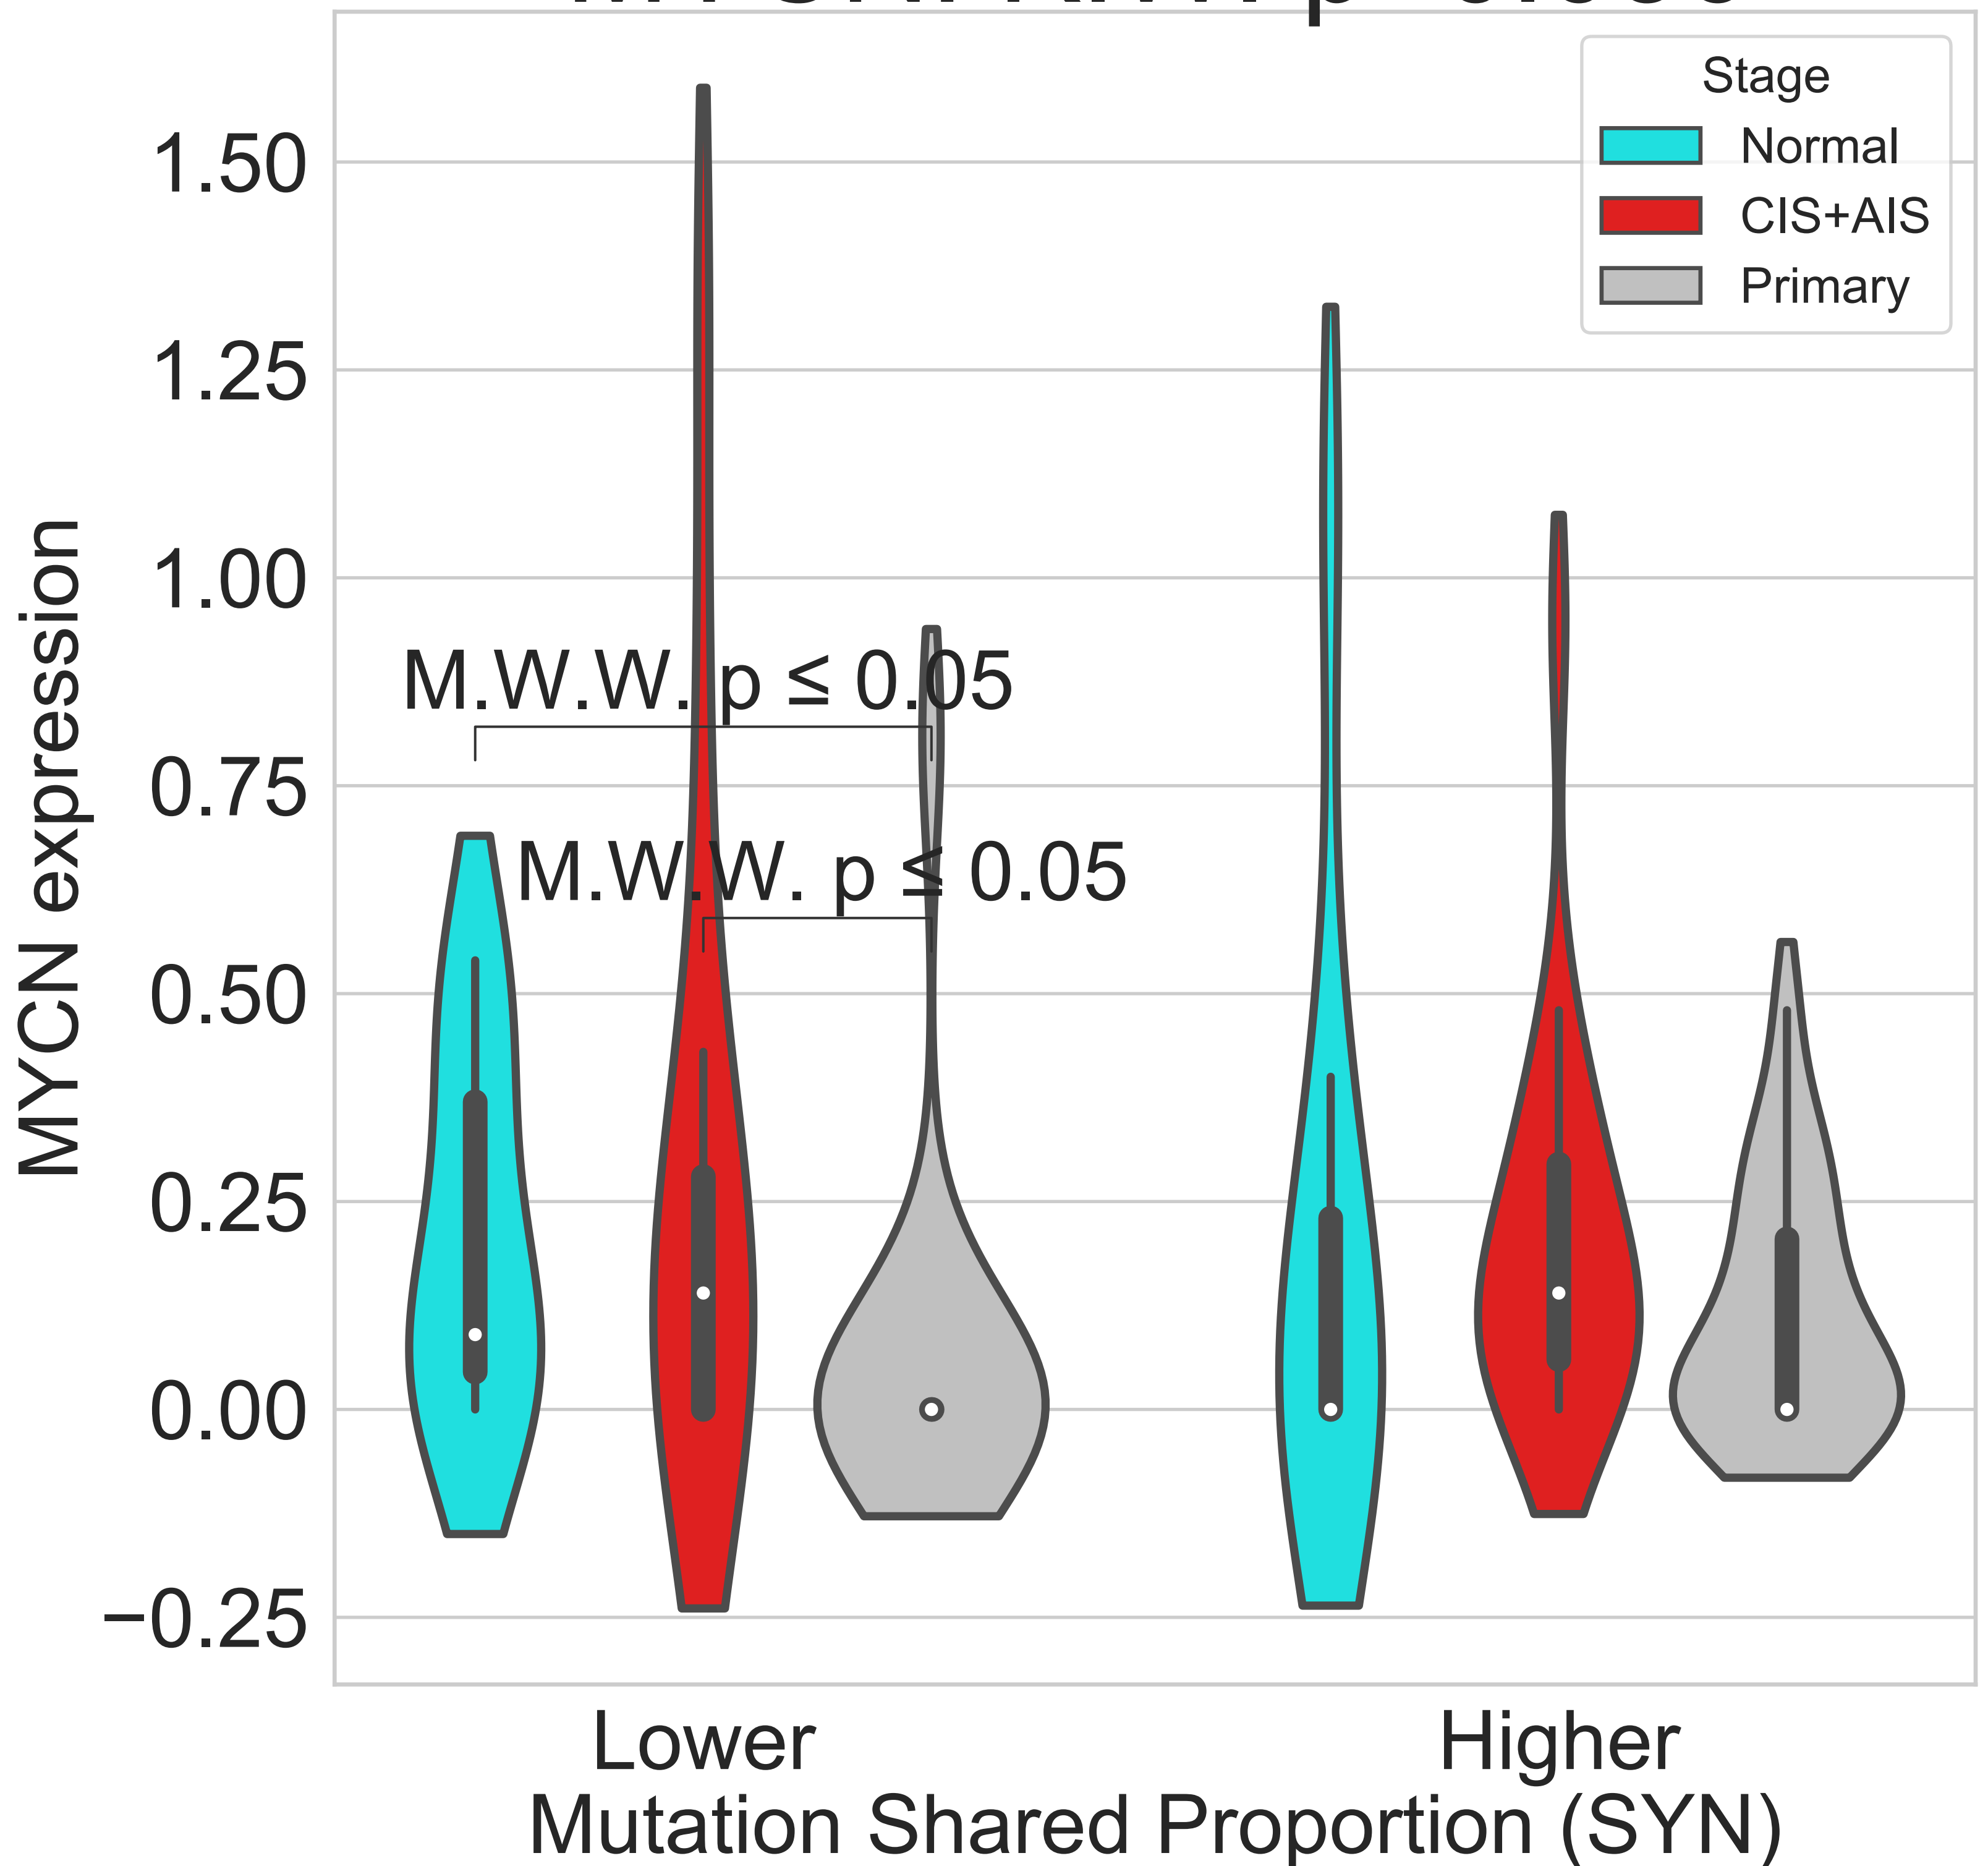 Stage
Normal
CIS+AIS
Primary
1.50
1.25
1.00
0.75
0.50
0.25
0.00
−0.25
MYCN expression
M.W.W. p ≤ 0.05
M.W.W. p ≤ 0.05
Lower
Higher
Mutation Shared Proportion (SYN)